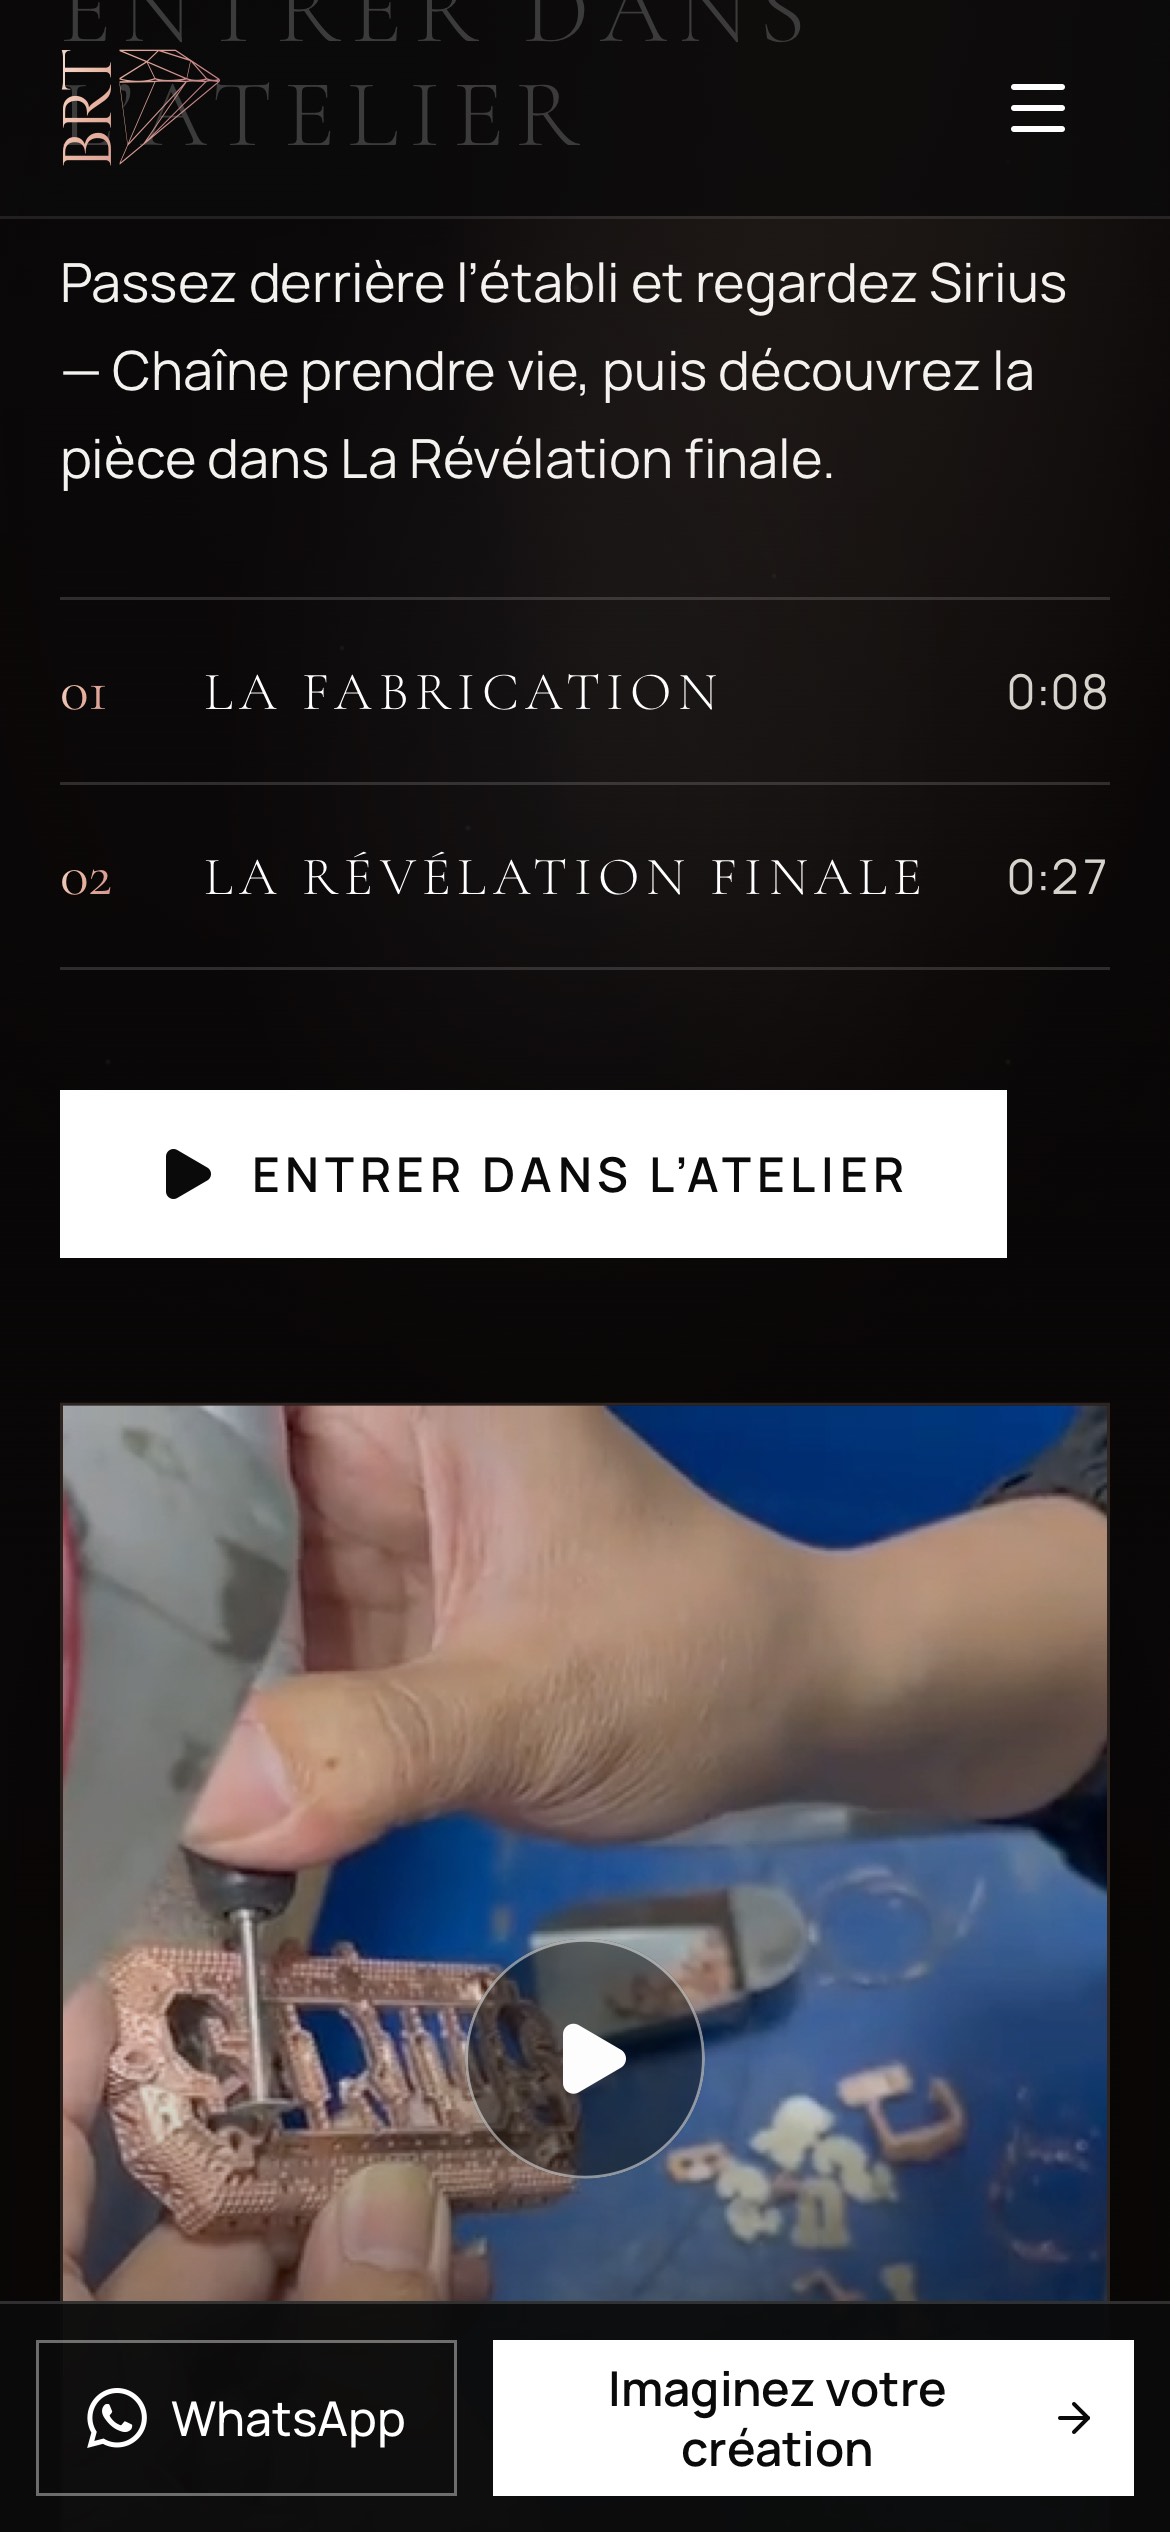 ENTRER DANS
L’ATELIER
BRT
Passez derrière l’établi et regardez Sirius
— Chaîne prendre vie, puis découvrez la
pièce dans La Révélation finale.
01 LA FABRICATION 0:08
02 LA RÉVÉLATION FINALE 0:27
ENTRER DANS L’ATELIER
WhatsApp
Imaginez votre
création